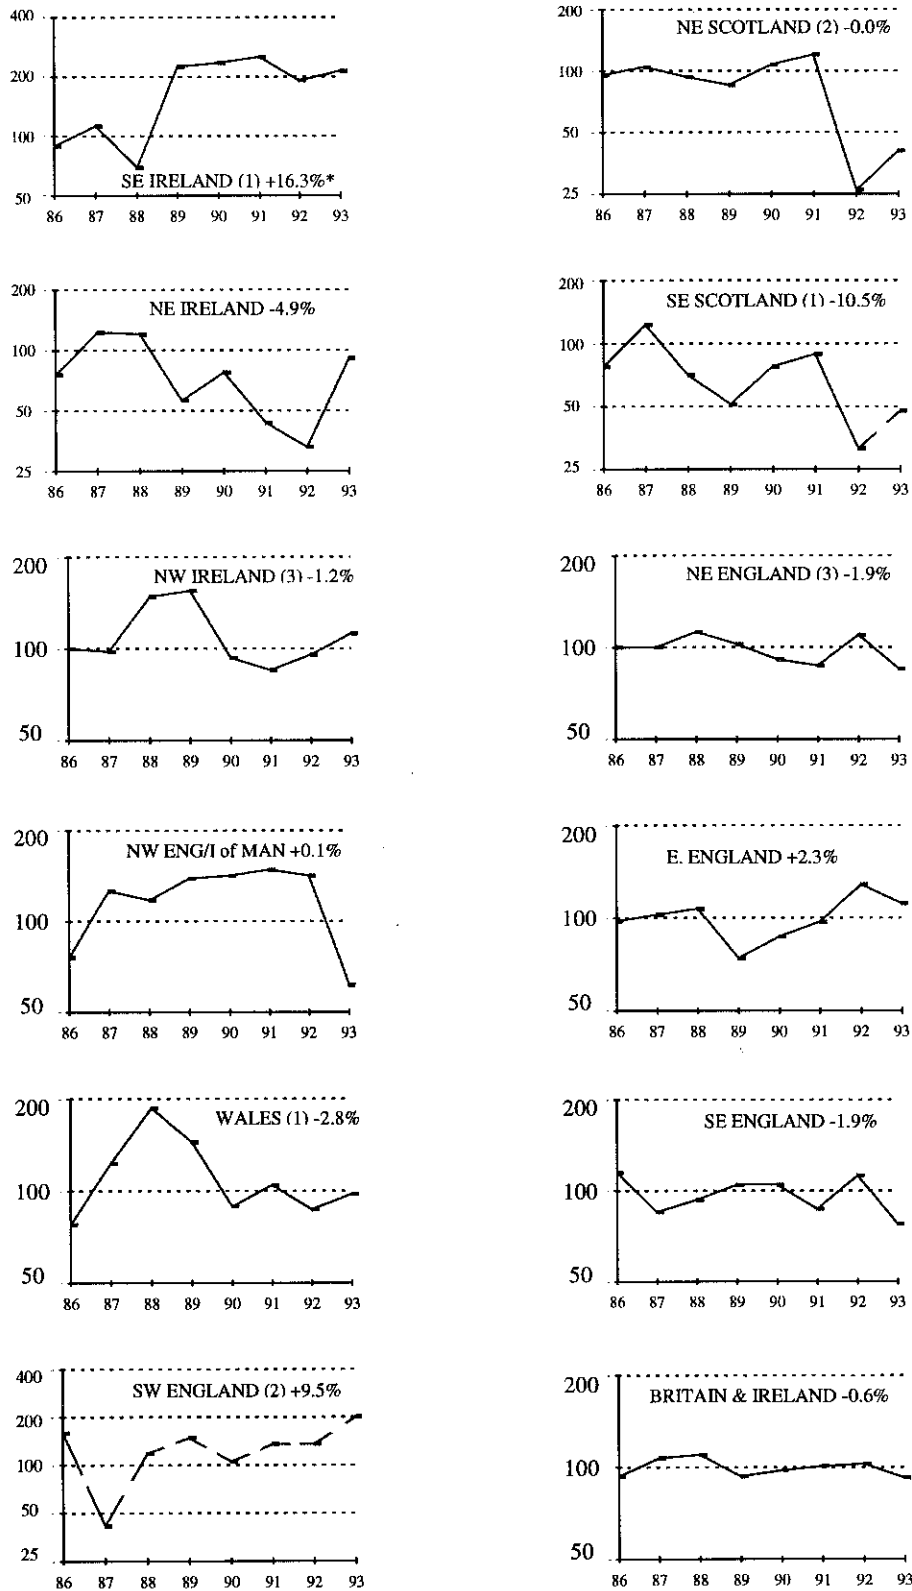 400
200
100
50
SE IRELAND (1) +16.3%*
86 87 88 89 90 91 92 93
200
100
50
25
NE SCOTLAND (2) -0.0%
86 87 88 89 90 91 92 93
200
100
50
25
NE IRELAND -4.9%
86 87 88 89 90 91 92 93
200
100
50
25
SE SCOTLAND (1) -10.5%
86 87 88 89 90 91 92 93
200
100
50
NW IRELAND (3) -1.2%
86 87 88 89 90 91 92 93
200
100
50
NE ENGLAND (3) -1.9%
86 87 88 89 90 91 92 93
200
100
50
NW ENG/I of MAN +0.1%
86 87 88 89 90 91 92 93
200
100
50
E. ENGLAND +2.3%
86 87 88 89 90 91 92 93
200
100
50
WALES (1) -2.8%
86 87 88 89 90 91 92 93
200
100
50
SE ENGLAND -1.9%
86 87 88 89 90 91 92 93
400
200
100
50
25
SW ENGLAND (2) +9.5%
86 87 88 89 90 91 92 93
200
100
50
BRITAIN & IRELAND -0.6%
86 87 88 89 90 91 92 93